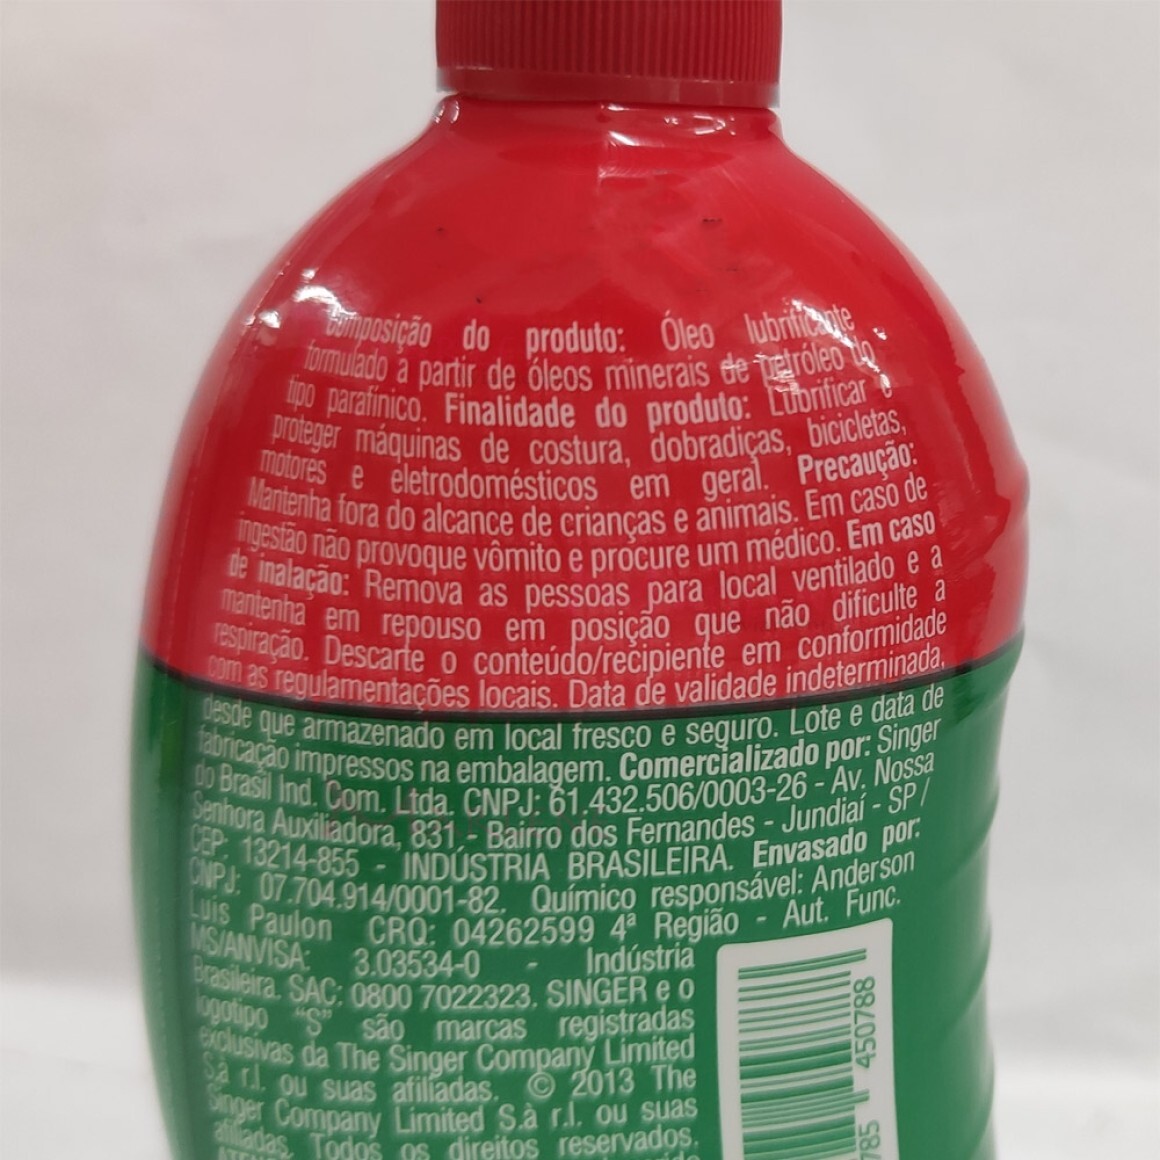 Composição do produto: Óleo lubrificante
formulado a partir de óleos minerais de petróleo do
tipo parafínico. Finalidade do produto: Lubrificar e
proteger máquinas de costura, dobradiças, bicicletas,
motores e eletrodomésticos em geral. Precaução:
Mantenha fora do alcance de crianças e animais. Em caso de
ingestão não provoque vômito e procure um médico. Em caso
de inalação: Remova as pessoas para local ventilado e a
mantenha em repouso em posição que não dificulte a
respiração. Descarte o conteúdo/recipiente em conformidade
com as regulamentações locais. Data de validade indeterminada,
desde que armazenado em local fresco e seguro. Lote e data de
fabricação impressos na embalagem. Comercializado por: Singer
do Brasil Ind. Com. Ltda. CNPJ: 61.432.506/0003-26 - Av. Nossa
Senhora Auxiliadora, 831 - Bairro dos Fernandes - Jundiaí - SP /
CEP: 13214-855 - INDÚSTRIA BRASILEIRA. Envasado por:
CNPJ: 07.704.914/0001-82. Químico responsável: Anderson
Luis Paulon CRQ: 04262599 4ª Região - Aut. Func.
MS/ANVISA: 3.03534-0 - Indústria
Brasileira. SAC: 0800 7022323. SINGER e o
logotipo "S" são marcas registradas
exclusivas da The Singer Company Limited
S.à r.l. ou suas afiliadas. © 2013 The
Singer Company Limited S.à r.l. ou suas
afiliadas. Todos os direitos reservados.
785 450788